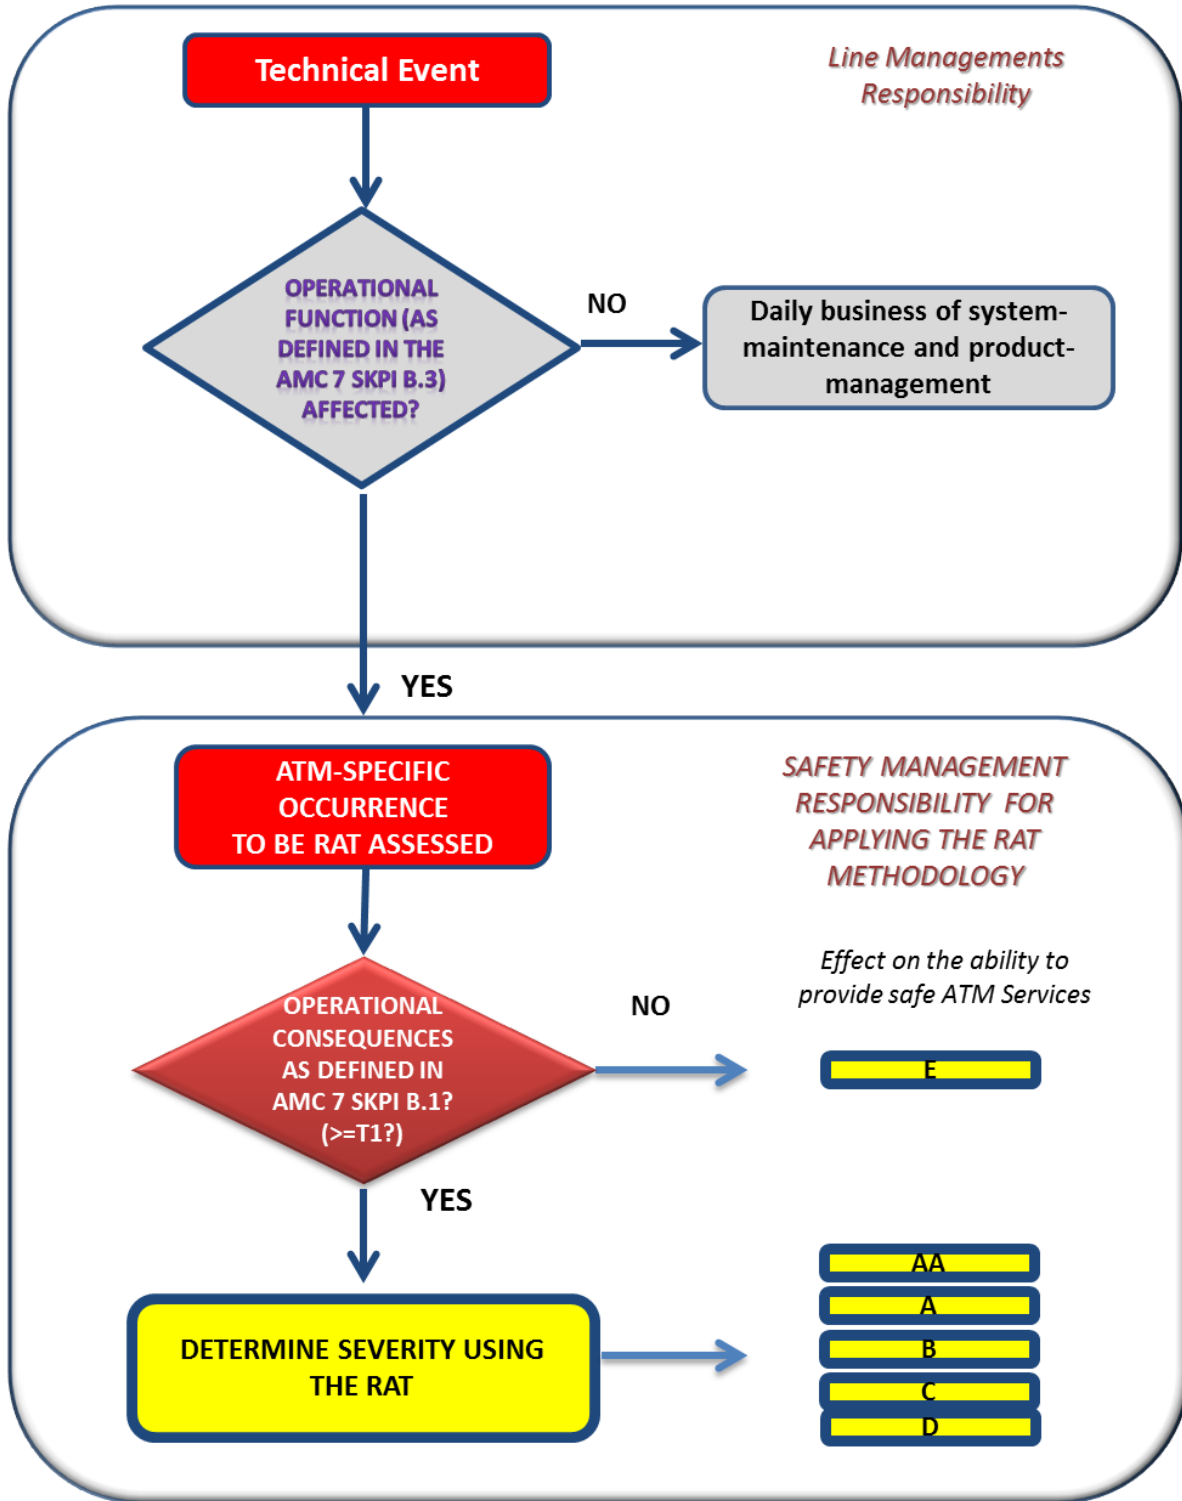 Technical Event
Line Managements
Responsibility
OPERATIONAL
FUNCTION (AS
DEFINED IN THE
AMC 7 SKPI B.3)
AFFECTED?
NO
Daily business of system-
maintenance and product-
management
YES
ATM-SPECIFIC
OCCURRENCE
TO BE RAT ASSESSED
SAFETY MANAGEMENT
RESPONSIBILITY FOR
APPLYING THE RAT
METHODOLOGY
Effect on the ability to
provide safe ATM Services
OPERATIONAL
CONSEQUENCES
AS DEFINED IN
AMC 7 SKPI B.1?
(>=T1?)
NO
E
YES
DETERMINE SEVERITY USING
THE RAT
AA
A
B
C
D